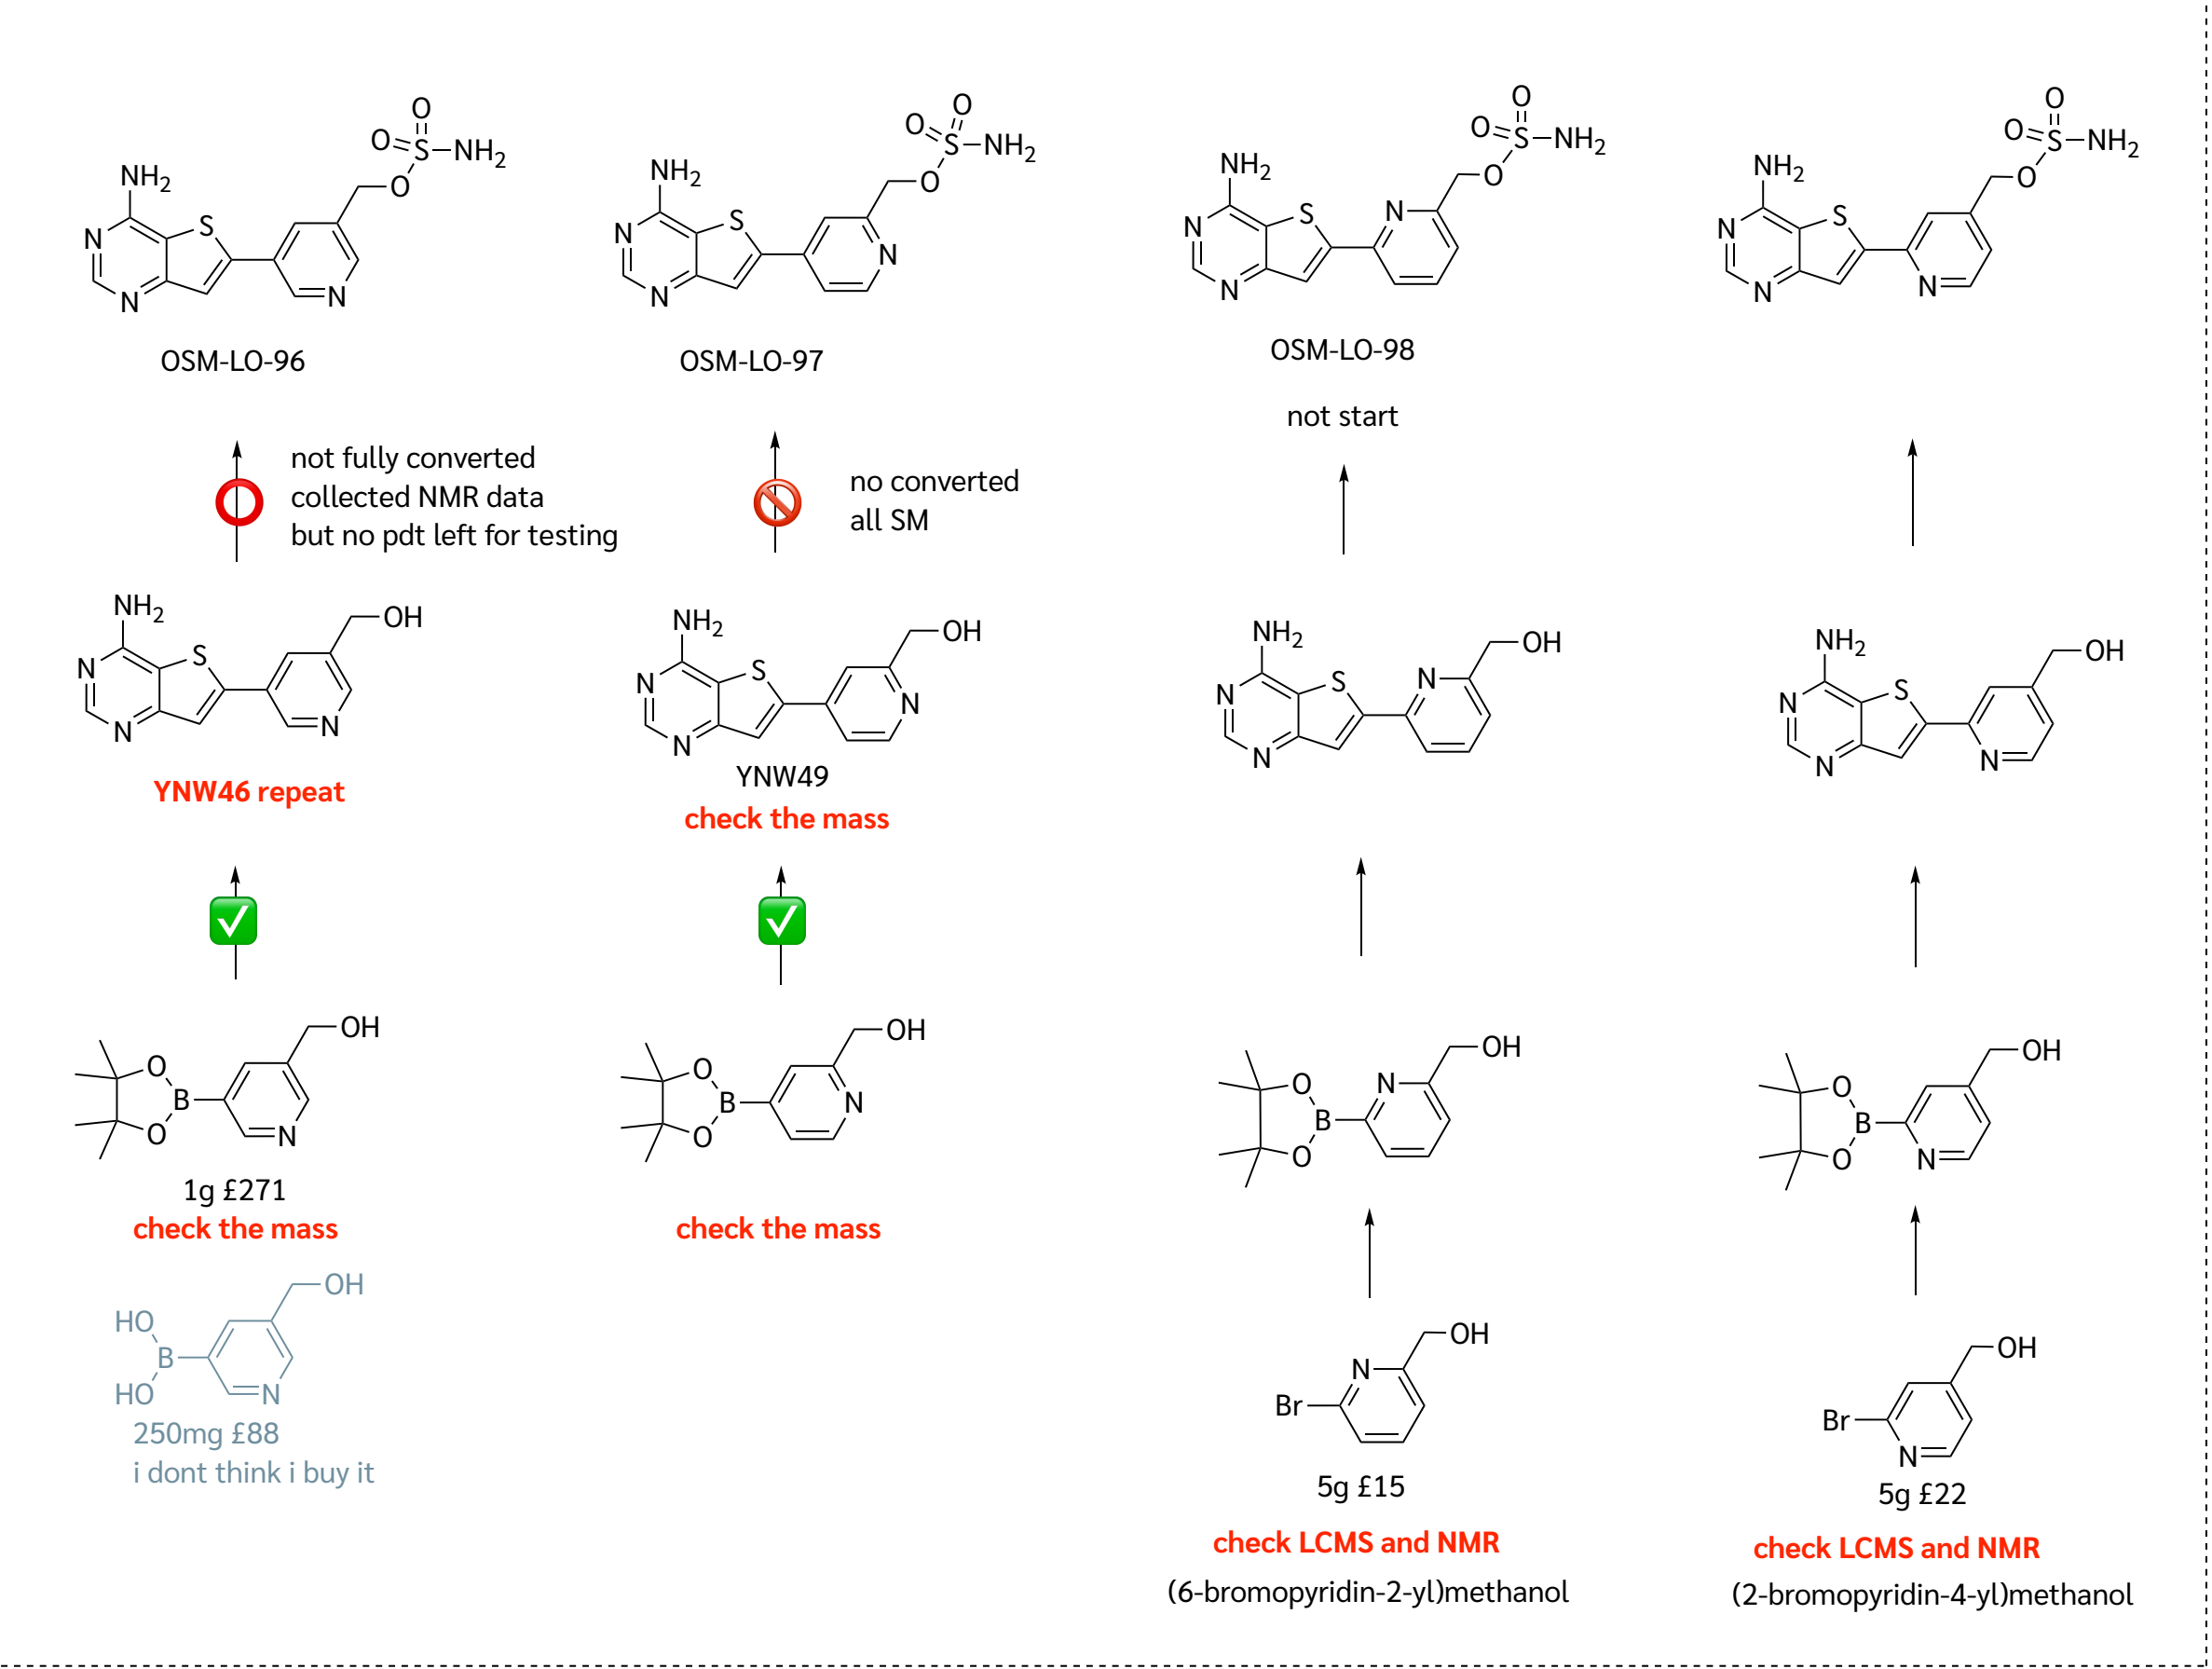 O
O S NH2
O
NH2
S
N
N
N
OSM-LO-96
O
O S NH2
O
NH2
S
N
N
N
OSM-LO-97
O
O S NH2
O
NH2
S
N
N
N
OSM-LO-98
not start
O
O S NH2
O
NH2
S
N
N
N
not fully converted
collected NMR data
but no pdt left for testing
no converted
all SM
NH2
OH
S
N
N
N
YNW46 repeat
NH2
OH
S
N
N
N
YNW49
check the mass
NH2
OH
S
N
N
N
NH2
OH
S
N
N
N
OH
O
B
O
N
1g £271
check the mass
OH
O
B
N
O
check the mass
OH
O
N
B
O
OH
O
B
O
N
OH
HO
B
HO
N
250mg £88
i dont think i buy it
OH
N
Br
5g £15
check LCMS and NMR
(6-bromopyridin-2-yl)methanol
OH
Br
N
5g £22
check LCMS and NMR
(2-bromopyridin-4-yl)methanol